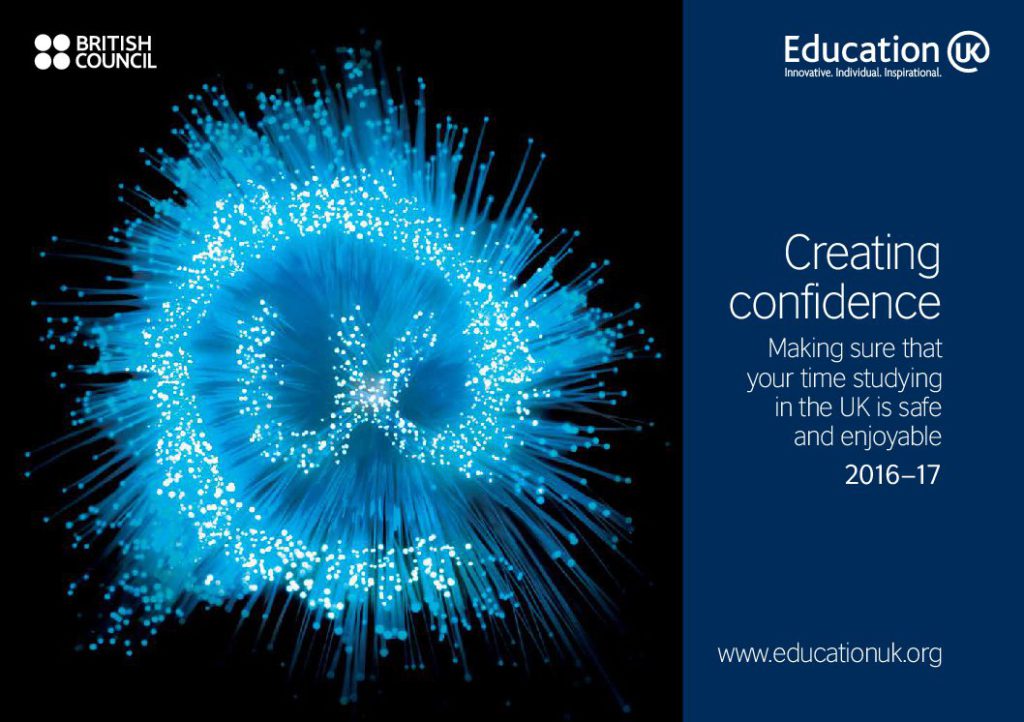 BRITISH
COUNCIL
Education UK
Innovative. Individual. Inspirational.
Creating
confidence
Making sure that
your time studying
in the UK is safe
and enjoyable
2016–17
www.educationuk.org